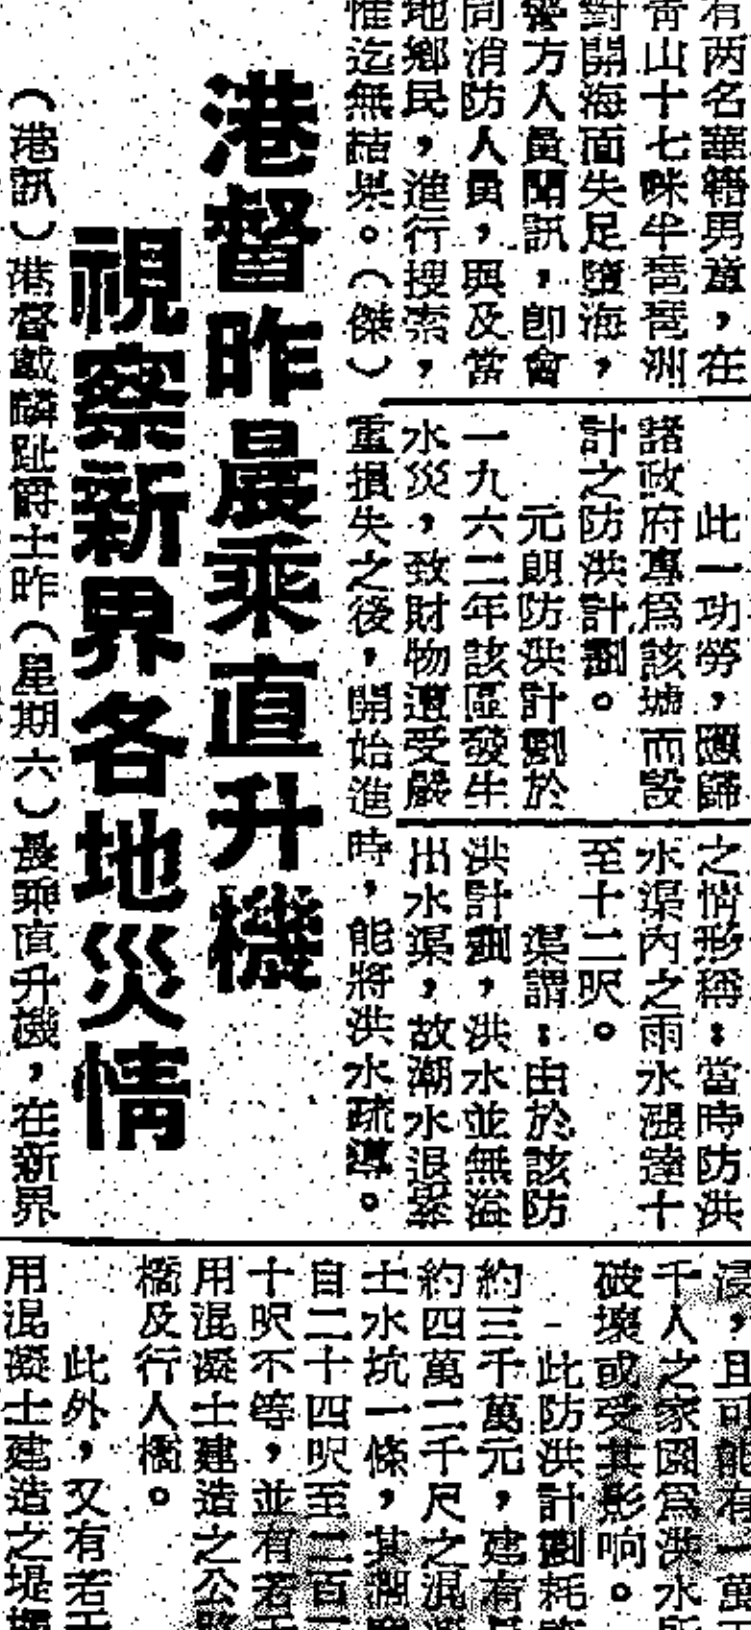 有两名華籍男童，在
青山十七咪半琵琶洲
對開海面失足墮海，
警方人員聞訊，即會
同消防人員，與及當
地鄉民，進行搜索，
惟迄無結果。（傑）
此一功勞，應歸
諸政府專為該墟而設
計之防洪計劃。
元朗防洪計劃於
一九六二年該區發生
水災，致財物遭受嚴
重損失之後，開始進
時，能將洪水疏導。
之情形稱：當時防洪
水渠內之雨水漲達十
至十二呎。
渠謂：由於該防
洪計劃，洪水並無溢
出水渠，故潮水退
港督昨晨乘直升機
視察新界各地災情
（港訊）港督戴麟趾爵士昨（星期六）晨乘直升機，在新界
浸，且可能有一萬
千人之家園為洪水所
破壞或受其影响。
此防洪計劃耗
約三千萬元，建有
約四萬二千尺之混
土水坑一條，其濶
自二十四呎至二百
十呎不等，並有若干
用混凝土建造之公路
橋及行人橋。
此外，又有若干
用混凝土建造之堤